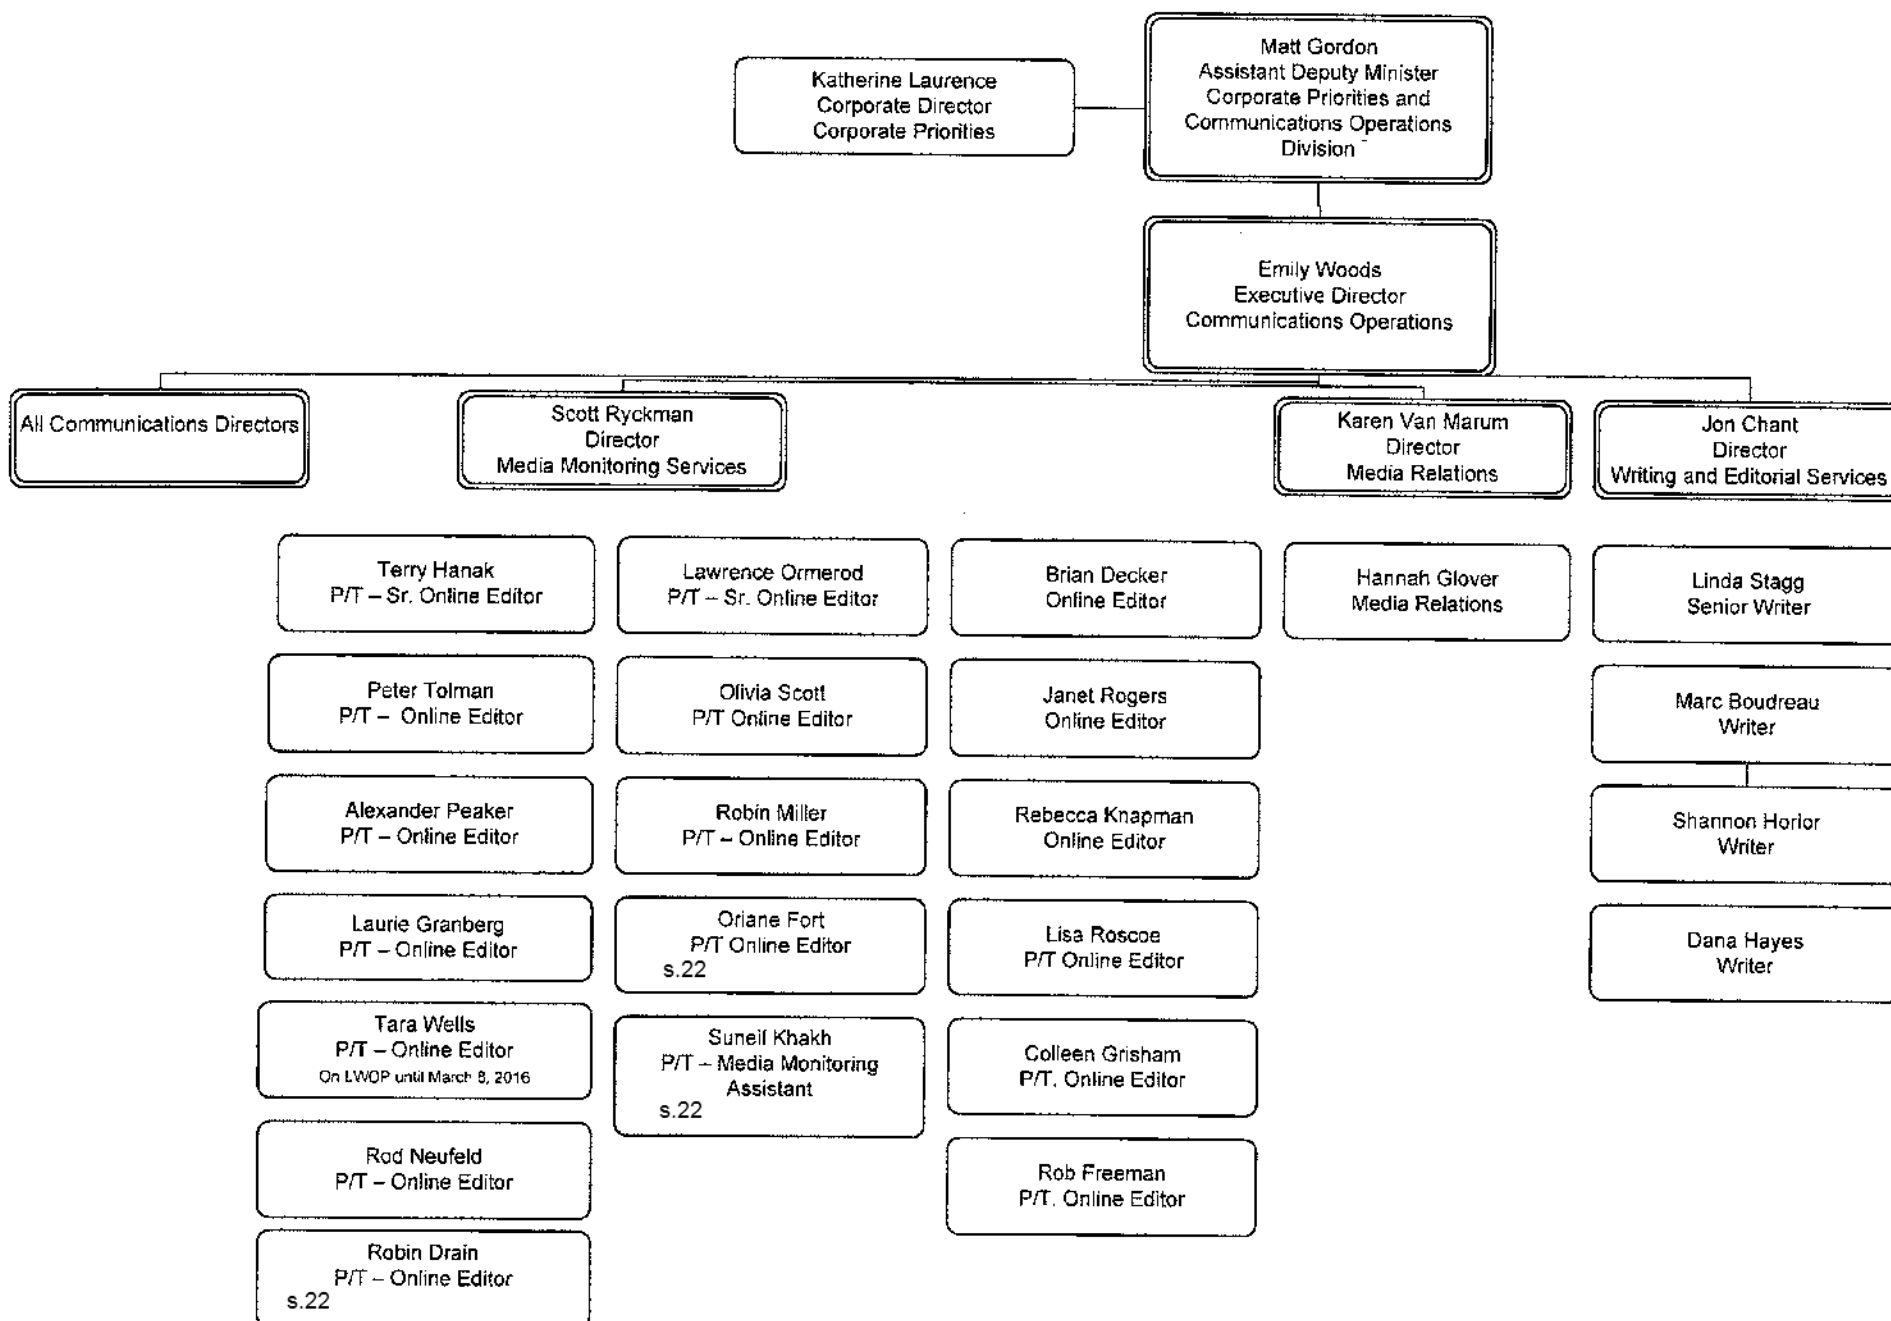 Matt Gordon
Assistant Deputy Minister
Corporate Priorities and
Communications Operations
Division
Katherine Laurence
Corporate Director
Corporate Priorities
Emily Woods
Executive Director
Communications Operations
All Communications Directors
Scott Ryckman
Director
Media Monitoring Services
Karen Van Marum
Director
Media Relations
Jon Chant
Director
Writing and Editorial Services
Terry Hanak
P/T – Sr. Online Editor
Lawrence Ormerod
P/T – Sr. Online Editor
Brian Decker
Online Editor
Hannah Glover
Media Relations
Linda Stagg
Senior Writer
Peter Tolman
P/T – Online Editor
Olivia Scott
P/T Online Editor
Janet Rogers
Online Editor
Marc Boudreau
Writer
Alexander Peaker
P/T – Online Editor
Robin Miller
P/T – Online Editor
Rebecca Knapman
Online Editor
Shannon Horlor
Writer
Laurie Granberg
P/T – Online Editor
Oriane Fort
P/T Online Editor
s.22
Lisa Roscoe
P/T Online Editor
Dana Hayes
Writer
Tara Wells
P/T – Online Editor
On LWOP until March 8, 2016
Suneil Khakh
P/T – Media Monitoring
Assistant
s.22
Colleen Grisham
P/T. Online Editor
Rod Neufeld
P/T – Online Editor
Rob Freeman
P/T. Online Editor
Robin Drain
P/T – Online Editor
s.22